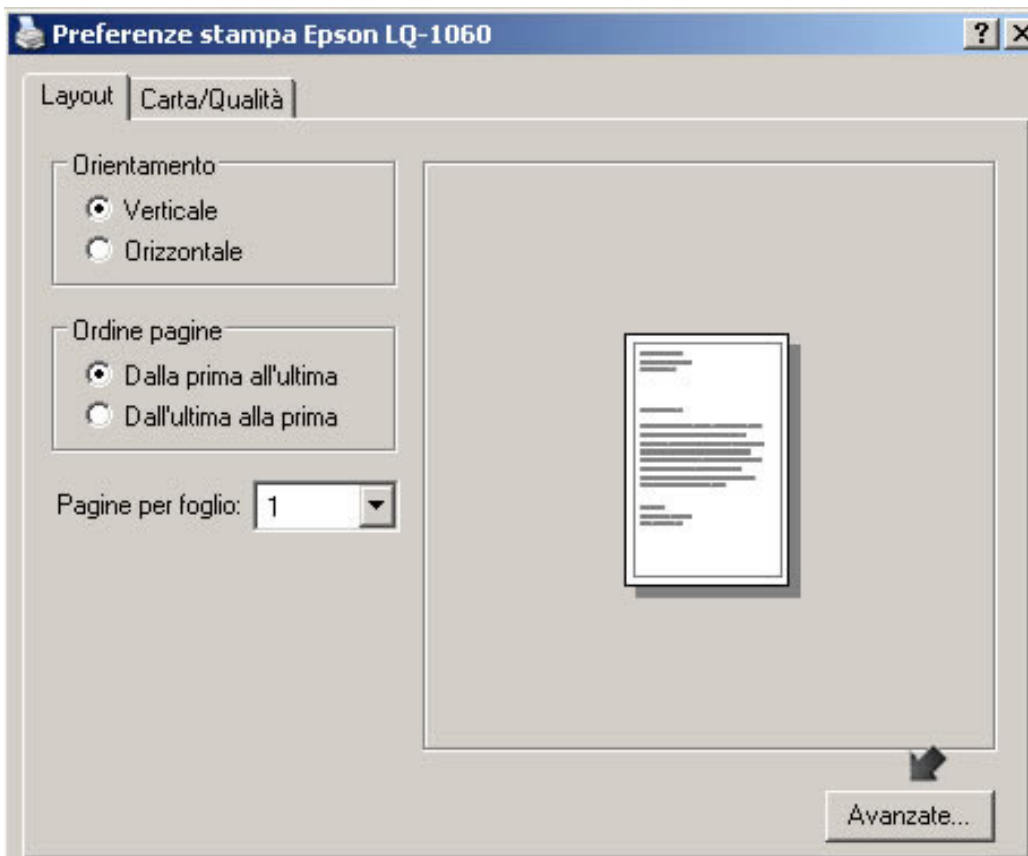 Preferenze stampa Epson LQ-1060
Layout
Carta/Qualità
Orientamento
Verticale
Orizzontale
Ordine pagine
Dalla prima all'ultima
Dall'ultima alla prima
Pagine per foglio: 1
Avanzate...